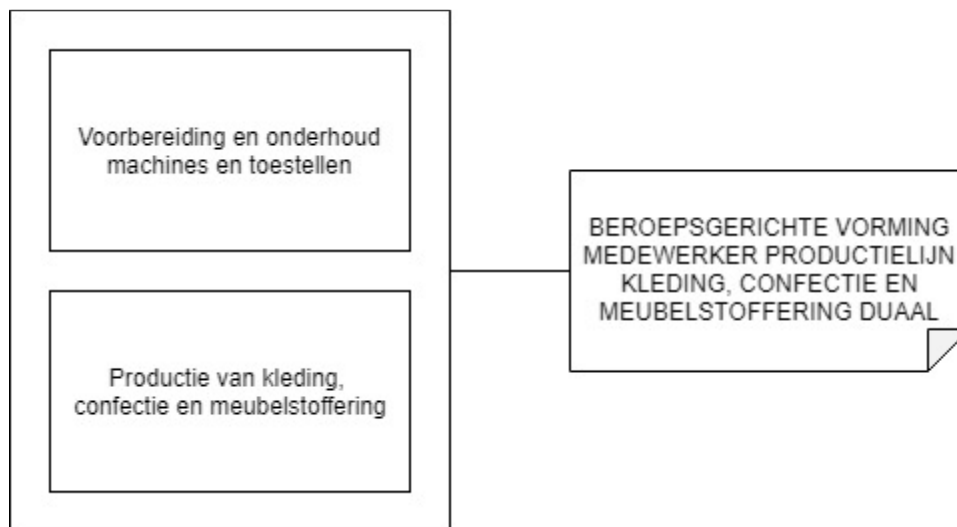 Voorbereiding en onderhoud
machines en toestellen
BEROEPSGERICHTE VORMING
MEDEWERKER PRODUCTIELIJN
KLEDING, CONFECTIE EN
MEUBELSTOFFERING DUAAL
Productie van kleding,
confectie en meubelstoffering